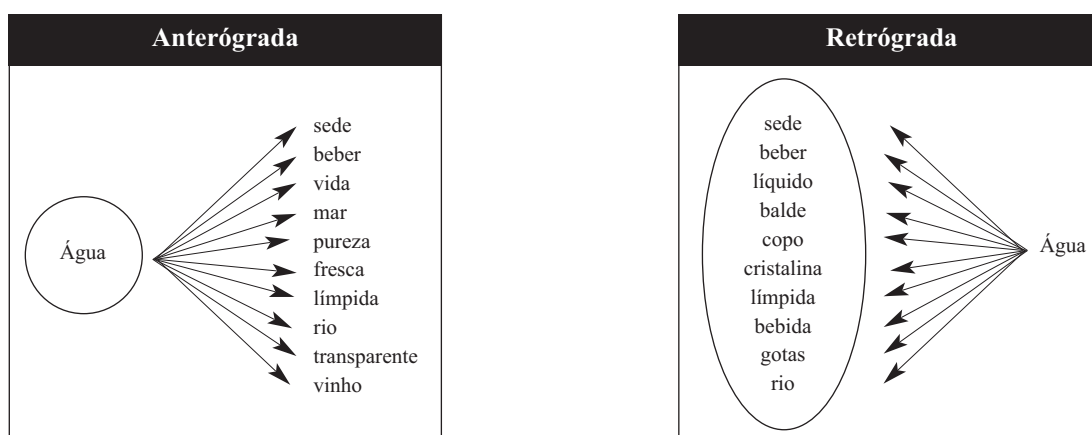 Anterógrada
Água
sede
beber
vida
mar
pureza
fresca
límpida
rio
transparente
vinho
Retrógrada
sede
beber
líquido
balde
copo
cristalina
límpida
bebida
gotas
rio
Água